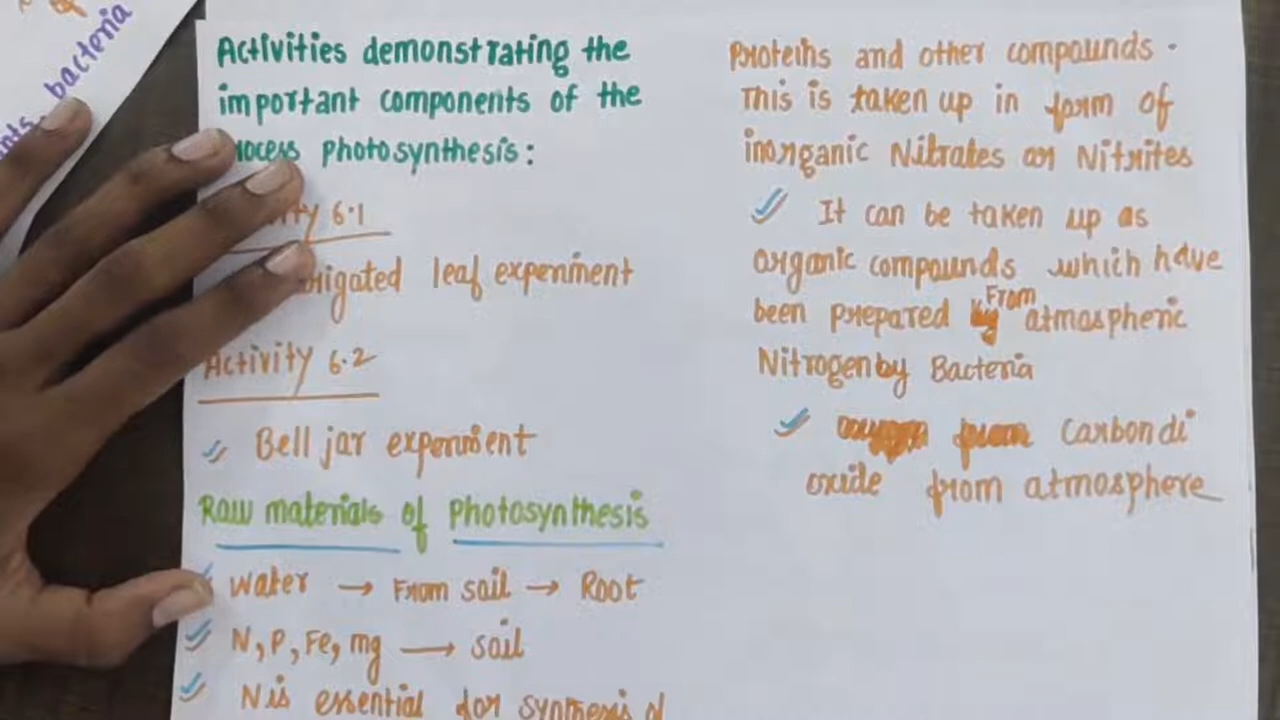 bacteria
Activities demonstrating the
important components of the
photosynthesis:
6.1
leaf experiment
Activity 6.2
Bell jar experiment
Raw materials of Photosynthesis
Water → From soil → Root
N, P, Fe, mg → soil
N is essential for synthesis of
Proteins and other compounds.
This is taken up in form of
inorganic Nitrates or Nitrites
It can be taken up as
organic compounds which have
been prepared From atmospheric
Nitrogen by Bacteria
from Carbon di
oxide from atmosphere